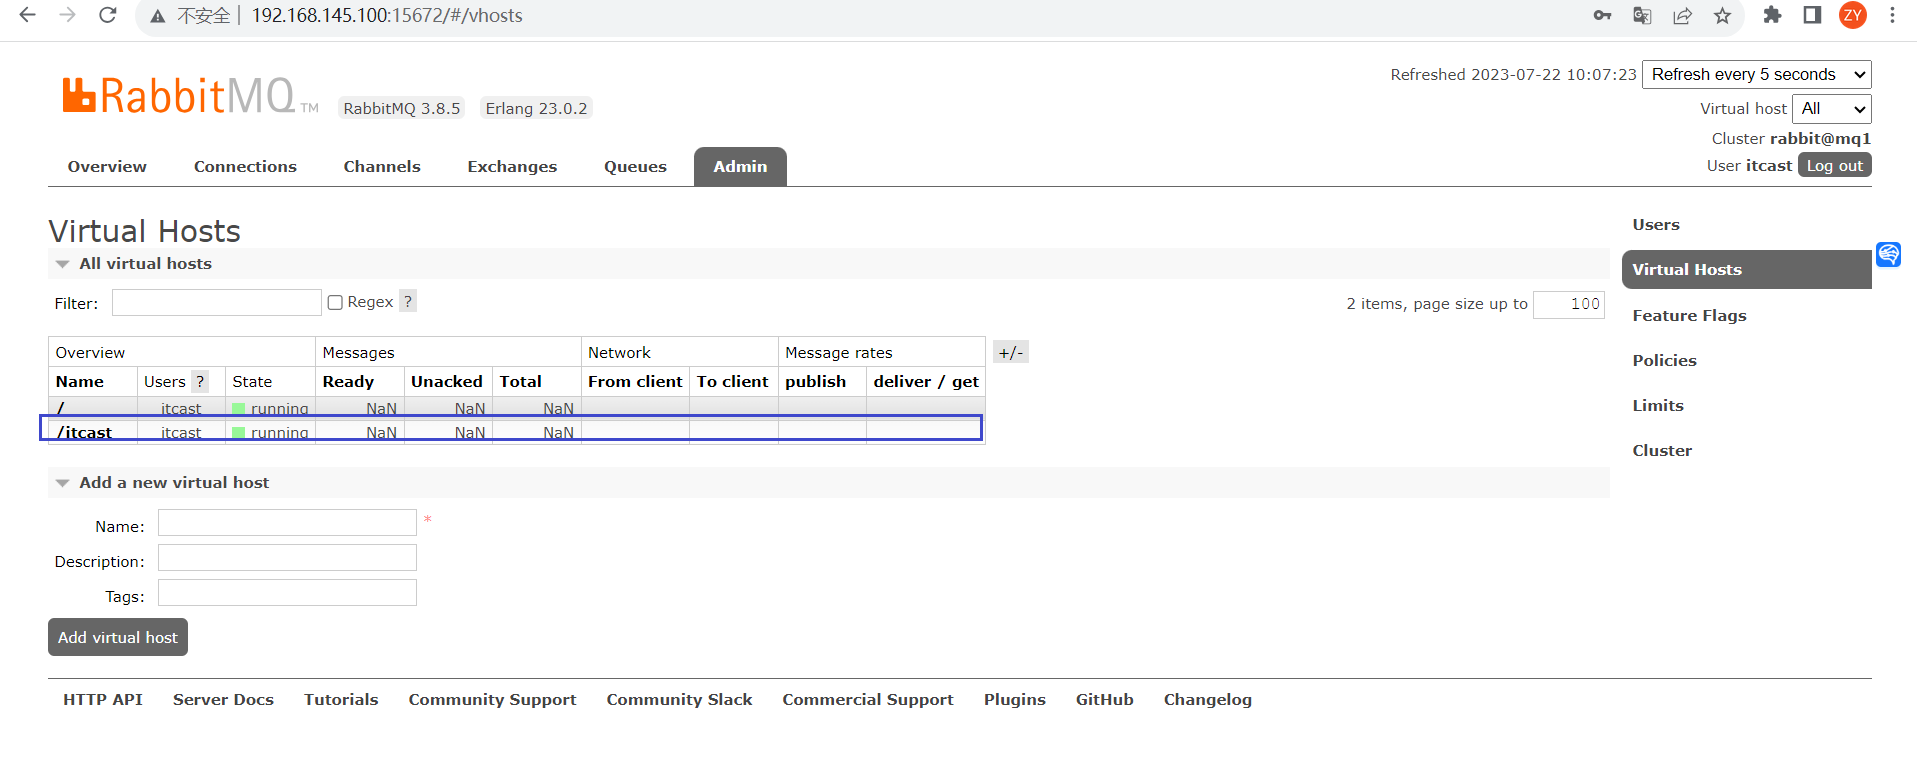 不安全 | 192.168.145.100:15672/#/vhosts
ZY
RabbitMQ TM RabbitMQ 3.8.5 Erlang 23.0.2
Refreshed 2023-07-22 10:07:23 Refresh every 5 seconds
Virtual host All
Cluster rabbit@mq1
User itcast Log out
Overview Connections Channels Exchanges Queues Admin
Virtual Hosts
All virtual hosts
Filter: Regex ?
2 items, page size up to 100
Overview Messages Network Message rates +/-
Name Users ? State Ready Unacked Total From client To client publish deliver / get
/ itcast running NaN NaN NaN
/itcast itcast running NaN NaN NaN
Add a new virtual host
Name: *
Description:
Tags:
Add virtual host
Users
Virtual Hosts
Feature Flags
Policies
Limits
Cluster
HTTP API Server Docs Tutorials Community Support Community Slack Commercial Support Plugins GitHub Changelog